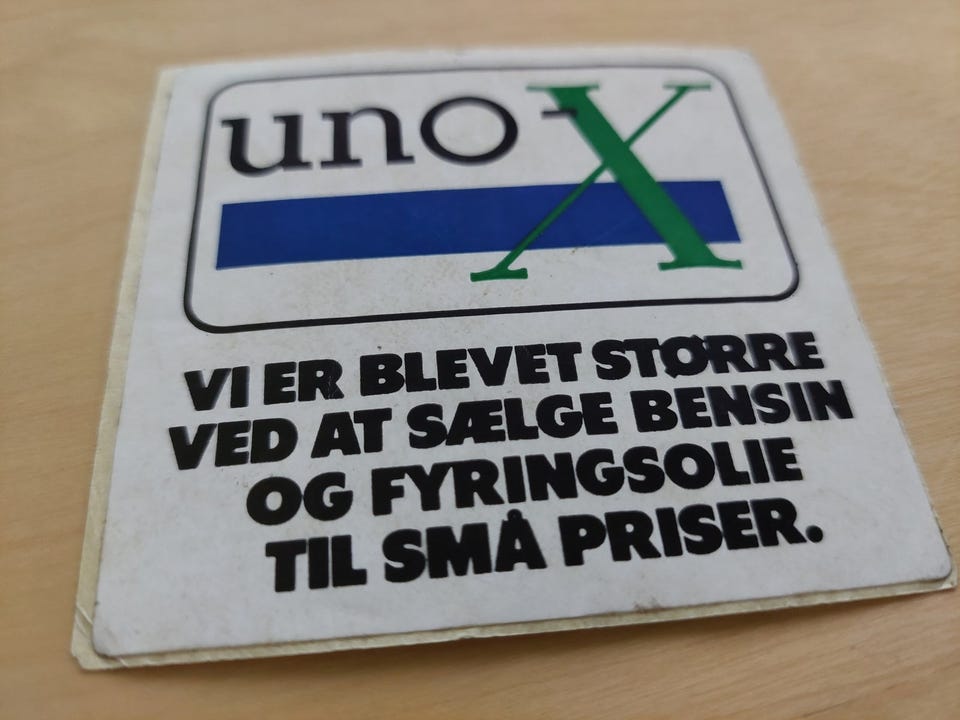 uno-X
VI ER BLEVET STØRRE
VED AT SÆLGE BENSIN
OG FYRINGSOLIE
TIL SMÅ PRISER.